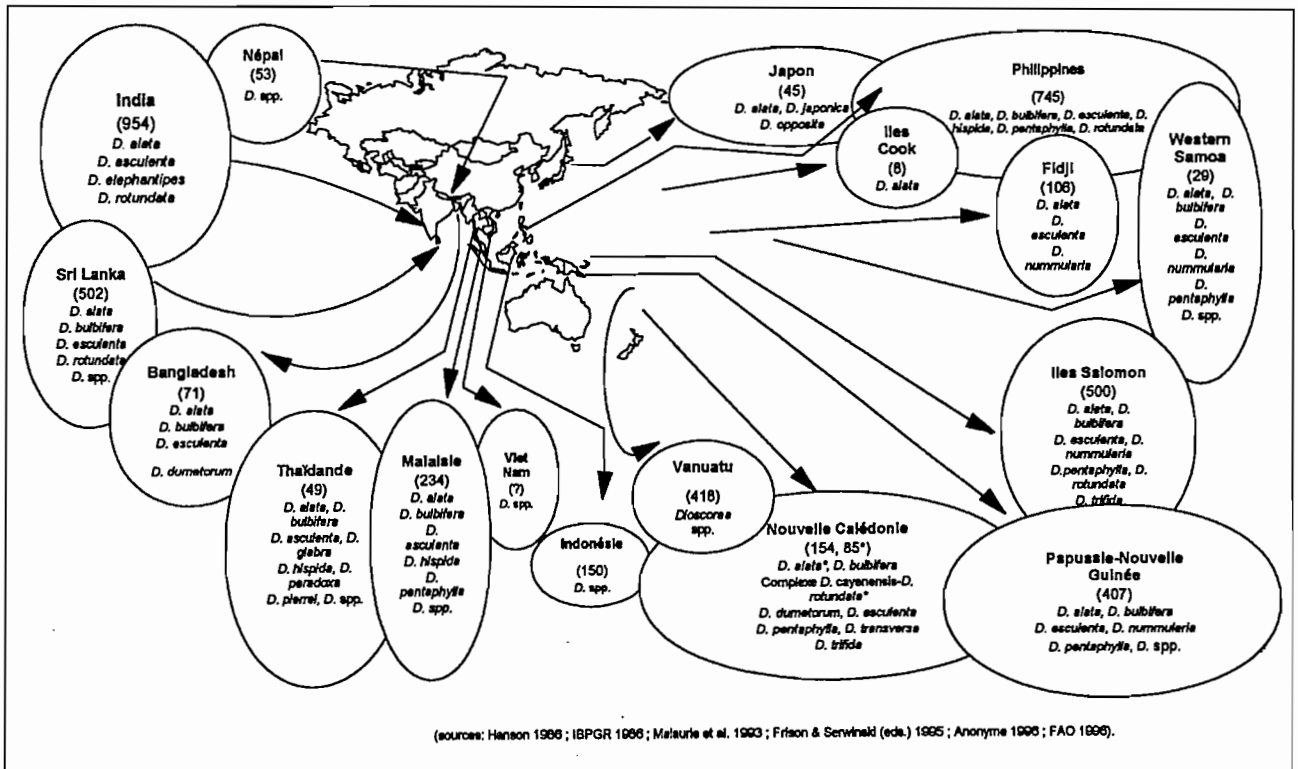 Népal
(53)
D. spp.
India
(954)
D. alata
D. esculenta
D. elephantipes
D. rotundata
Sri Lanka
(502)
D. alata
D. bulbifera
D. esculenta
D. rotundata
D. spp.
Bangladesh
(71)
D. alata
D. bulbifera
D. esculenta
D. dumetorum
Thaïdande
(49)
D. alata, D.
bulbifera
D. esculenta, D.
glabra
D. hispida, D.
paradoxa
D. pierrei, D. spp.
Malaisie
(234)
D. alata
D. bulbifera
D.
esculenta
D. hispida
D.
pentaphylla
D. spp.
Viet
Nam
(?)
D. spp.
Indonésie
(150)
D. spp.
Vanuatu
(418)
Dioscorea
spp.
Nouvelle Calédonie
(154, 85*)
D. alata*, D. bulbifera
Complexe D. cayenensis-D.
rotundata*
D. dumetorum, D. esculenta
D. pentaphylla, D. transversa
D. trifida
Japon
(45)
D. alata, D. japonica
D. opposita
Philippines
(745)
D. alata, D. bulbifera, D. esculenta, D.
hispida, D. pentaphylla, D. rotundata
Iles
Cook
(8)
D. alata
Fidji
(108)
D. alata
D.
esculenta
D.
nummularia
Western
Samoa
(29)
D. alata, D.
bulbifera
D.
esculenta
D.
nummularia
D.
pentaphylla
D. spp.
Iles Salomon
(500)
D. alata, D.
bulbifera
D. esculenta, D.
nummularia
D.pentaphylla, D.
rotundata
D. trifida
Papussie-Nouvelle
Guinée
(407)
D. alata, D. bulbifera
D. esculenta, D. nummularia
D. pentaphylla, D. spp.
(sources: Hanson 1986 ; IBPGR 1986 ; Malaurie et al. 1993 ; Frison & Serwinski (eds.) 1995 ; Anonyme 1996 ; FAO 1996).